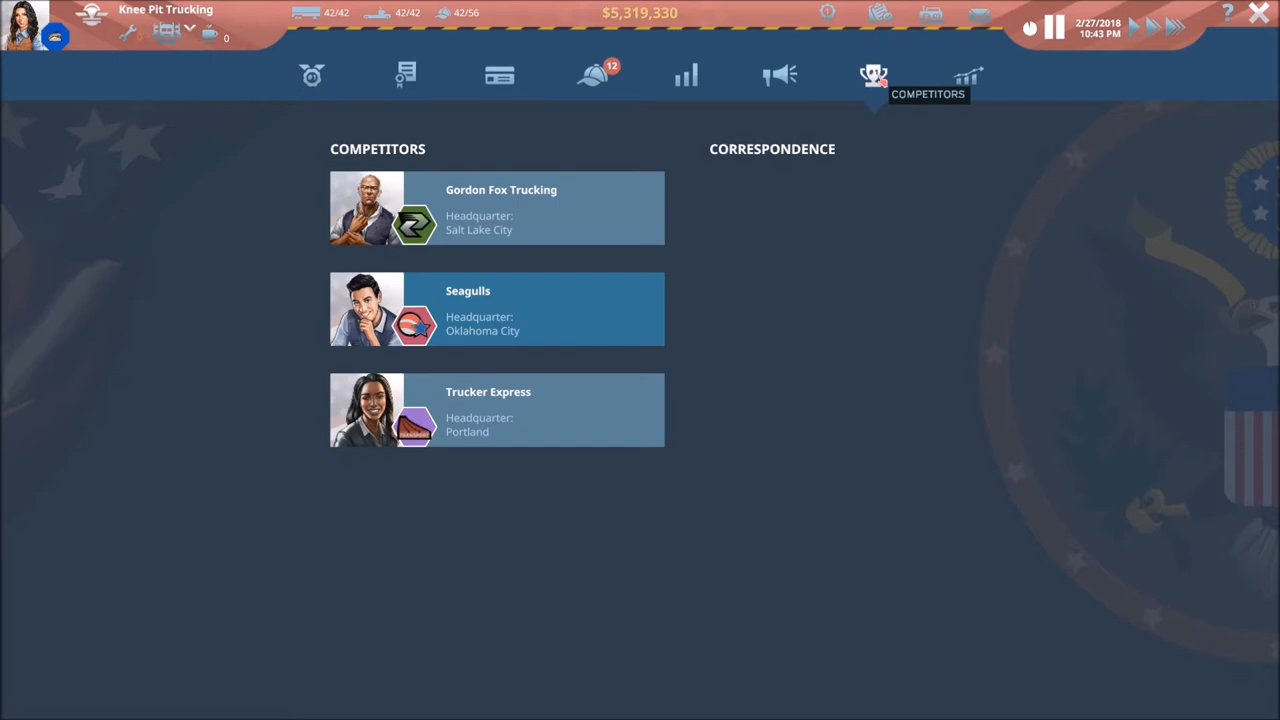 Knee Pit Trucking
42/42
42/42
42/56
$5,319,330
2/27/2018
10:43 PM
?
6
0
12
COMPETITORS
COMPETITORS
CORRESPONDENCE
Gordon Fox Trucking
Headquarter:
Salt Lake City
Seagulls
Headquarter:
Oklahoma City
Trucker Express
Headquarter:
Portland
TRANSPORT